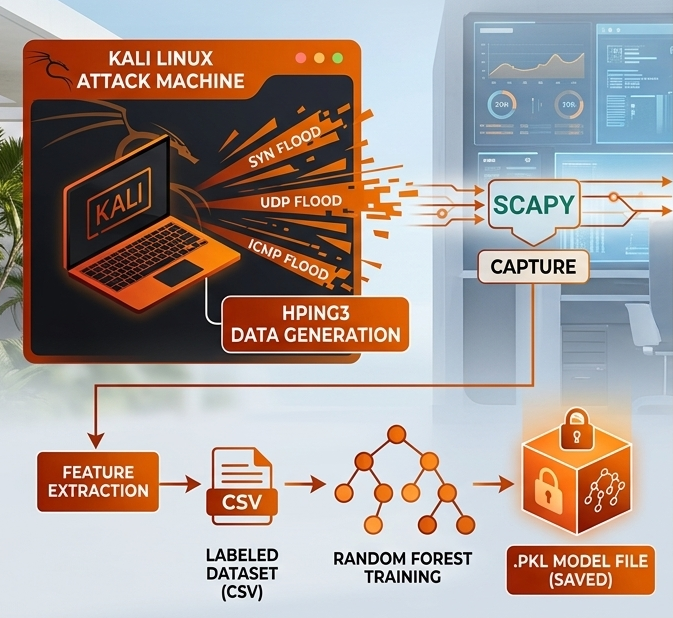 KALI LINUX
ATTACK MACHINE
KALI
SYN FLOOD
UDP FLOOD
ICMP FLOOD
HPING3
DATA GENERATION
SCAPY
CAPTURE
FEATURE
EXTRACTION
CSV
LABELED
DATASET
(CSV)
RANDOM FOREST
TRAINING
.PKL MODEL FILE
(SAVED)